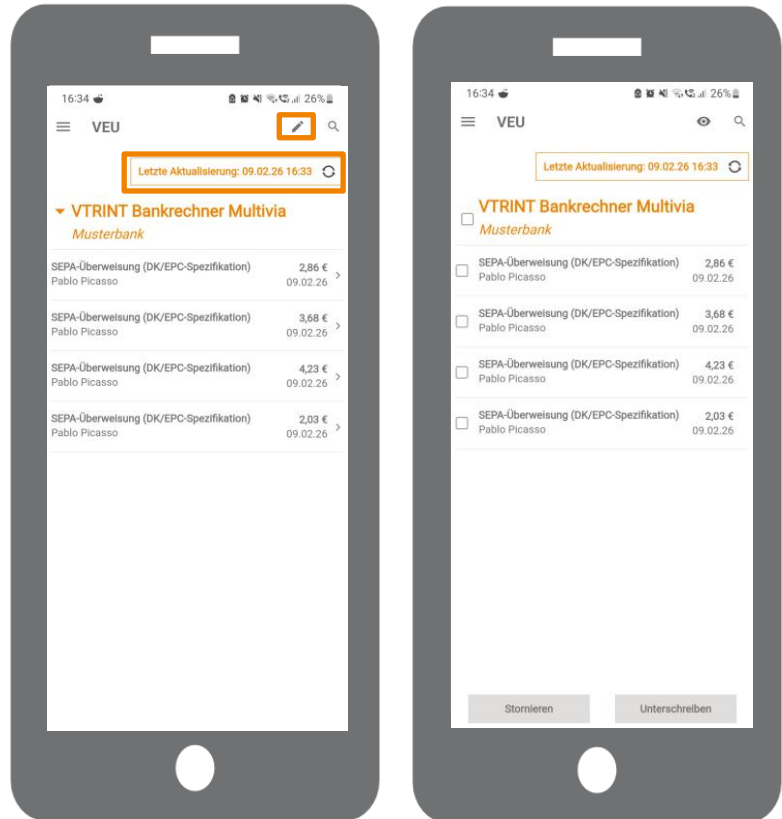 16:34 26%
VEU
Letzte Aktualisierung: 09.02.26 16:33
VTRINT Bankrechner Multivia
Musterbank
SEPA-Überweisung (DK/EPC-Spezifikation) 2,86 €
Pablo Picasso 09.02.26
SEPA-Überweisung (DK/EPC-Spezifikation) 3,68 €
Pablo Picasso 09.02.26
SEPA-Überweisung (DK/EPC-Spezifikation) 4,23 €
Pablo Picasso 09.02.26
SEPA-Überweisung (DK/EPC-Spezifikation) 2,03 €
Pablo Picasso 09.02.26
16:34 26%
VEU
Letzte Aktualisierung: 09.02.26 16:33
VTRINT Bankrechner Multivia
Musterbank
SEPA-Überweisung (DK/EPC-Spezifikation) 2,86 €
Pablo Picasso 09.02.26
SEPA-Überweisung (DK/EPC-Spezifikation) 3,68 €
Pablo Picasso 09.02.26
SEPA-Überweisung (DK/EPC-Spezifikation) 4,23 €
Pablo Picasso 09.02.26
SEPA-Überweisung (DK/EPC-Spezifikation) 2,03 €
Pablo Picasso 09.02.26
Stornieren Unterschreiben